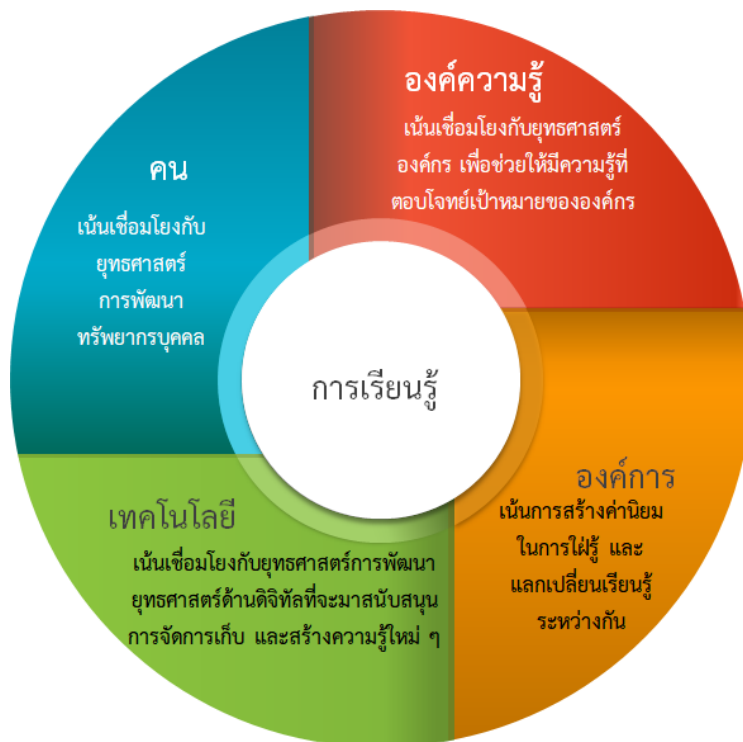 องค์ความรู้
เน้นเชื่อมโยงกับยุทธศาสตร์
องค์กร เพื่อช่วยให้มีความรู้ที่
ตอบโจทย์เป้าหมายขององค์กร
คน
เน้นเชื่อมโยงกับ
ยุทธศาสตร์
การพัฒนา
ทรัพยากรบุคคล
การเรียนรู้
องค์การ
เน้นการสร้างค่านิยม
ในการใฝ่รู้ และ
แลกเปลี่ยนเรียนรู้
ระหว่างกัน
เทคโนโลยี
เน้นเชื่อมโยงกับยุทธศาสตร์การพัฒนา
ยุทธศาสตร์ด้านดิจิทัลที่จะมาสนับสนุน
การจัดการเก็บ และสร้างความรู้ใหม่ ๆ